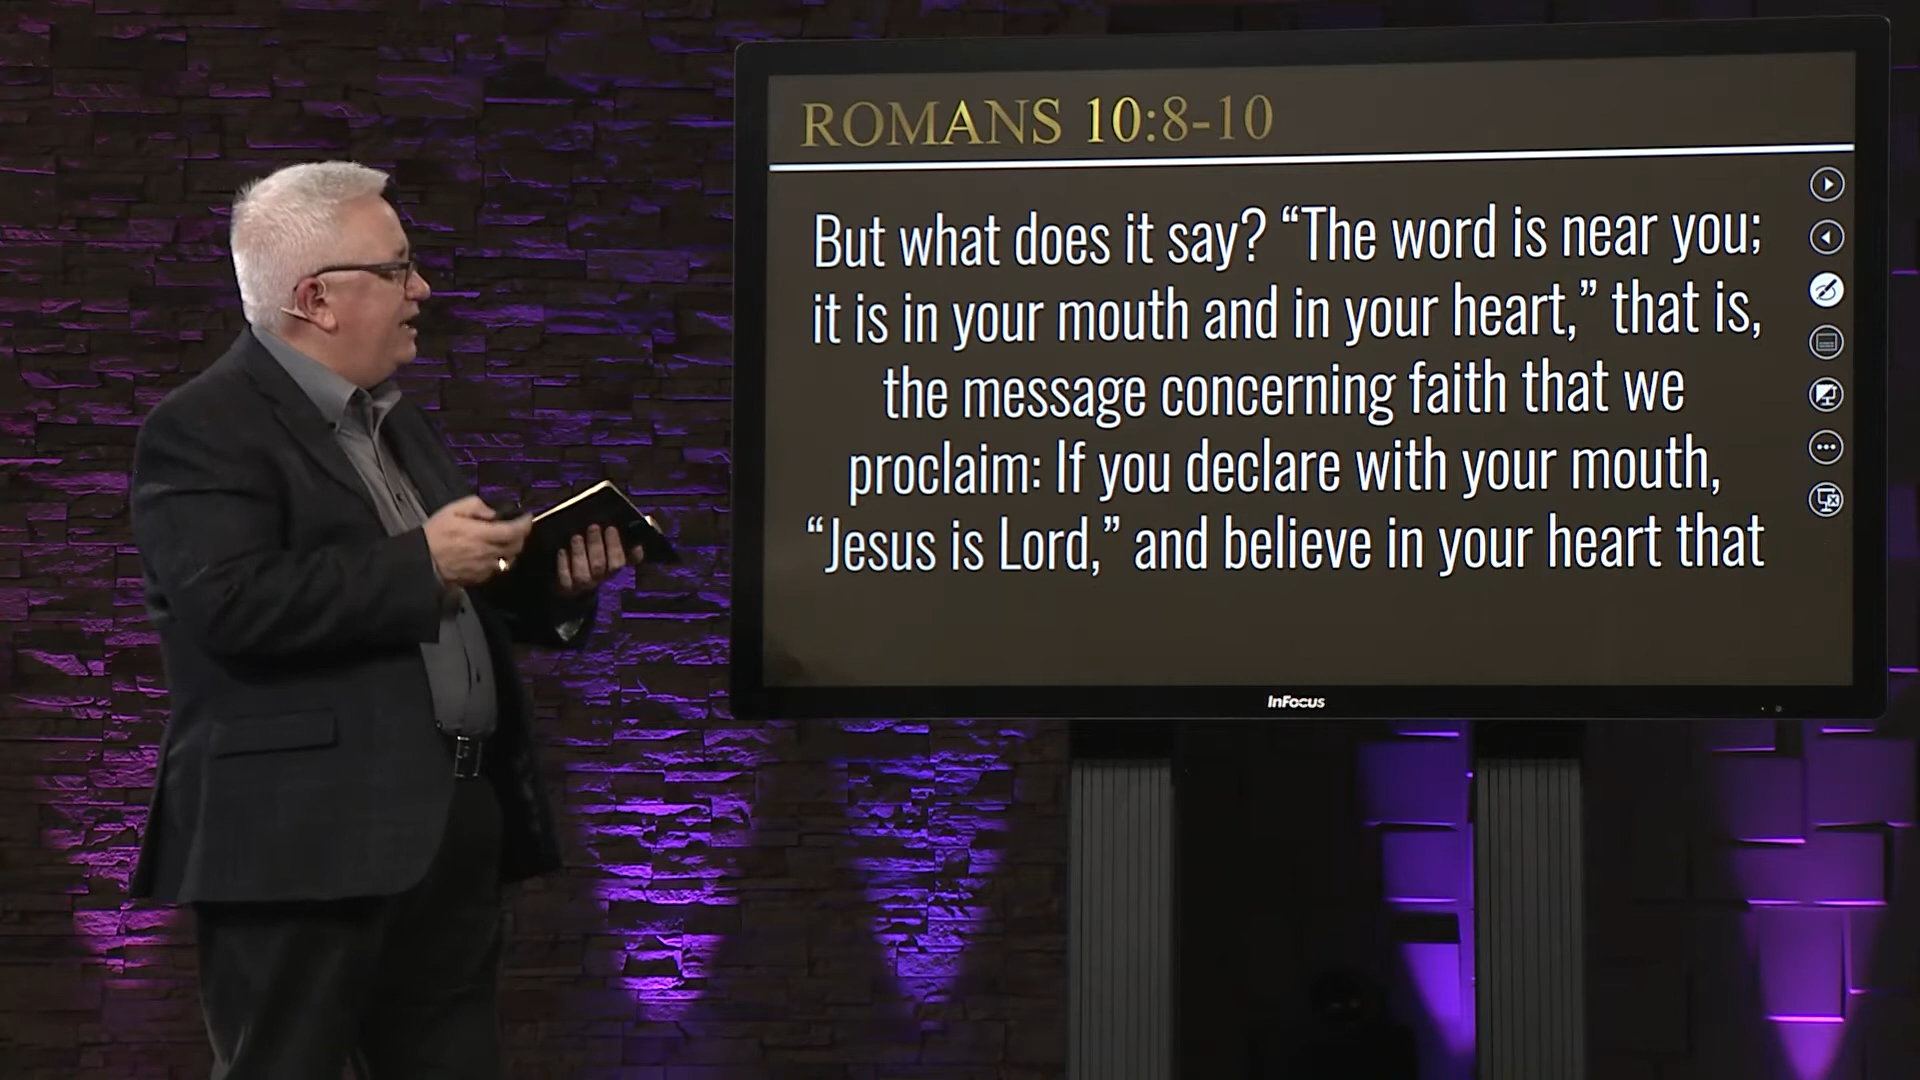 ROMANS 10:8-10
But what does it say? “The word is near you;
it is in your mouth and in your heart,” that is,
the message concerning faith that we
proclaim: If you declare with your mouth,
“Jesus is Lord,” and believe in your heart that
InFocus